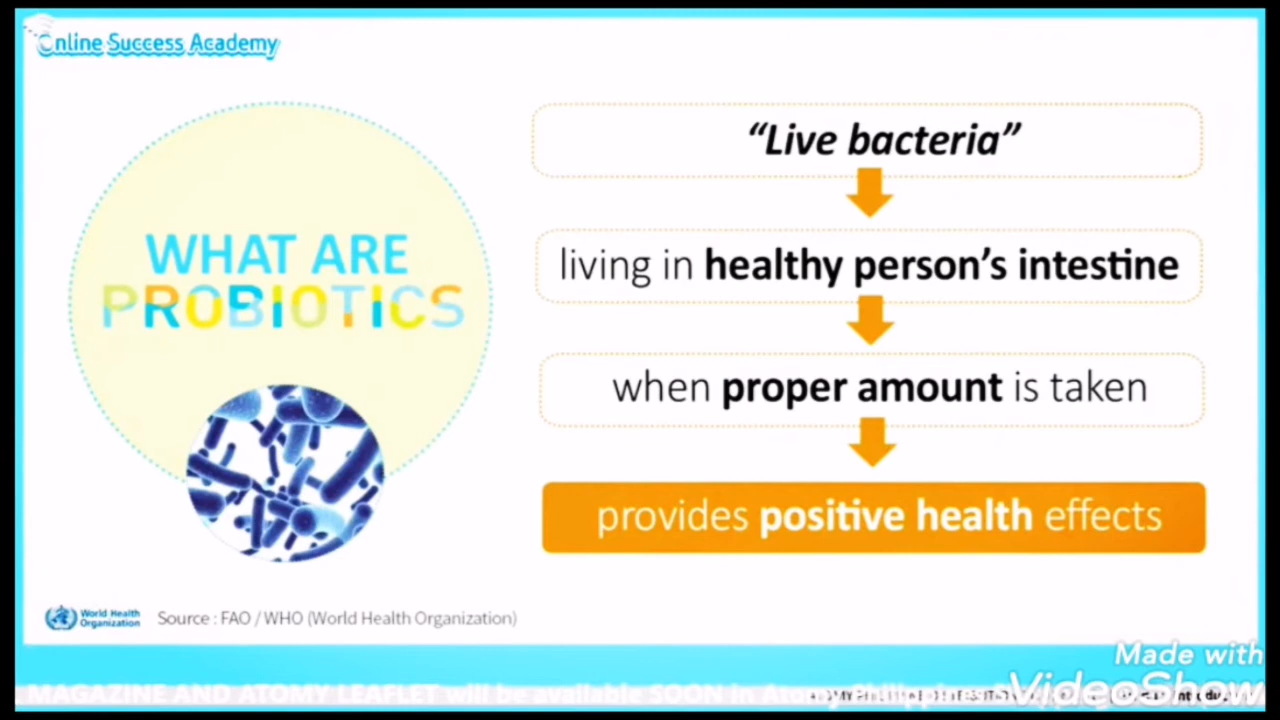 Online Success Academy
WHAT ARE
PROBIOTICS
“Live bacteria”
living in healthy person’s intestine
when proper amount is taken
provides positive health effects
World Health
Organization
Source : FAO / WHO (World Health Organization)
Made with
VideoShow
MAGAZINE AND ATOMY LEAFLET will be available SOON in Atomy Philippines